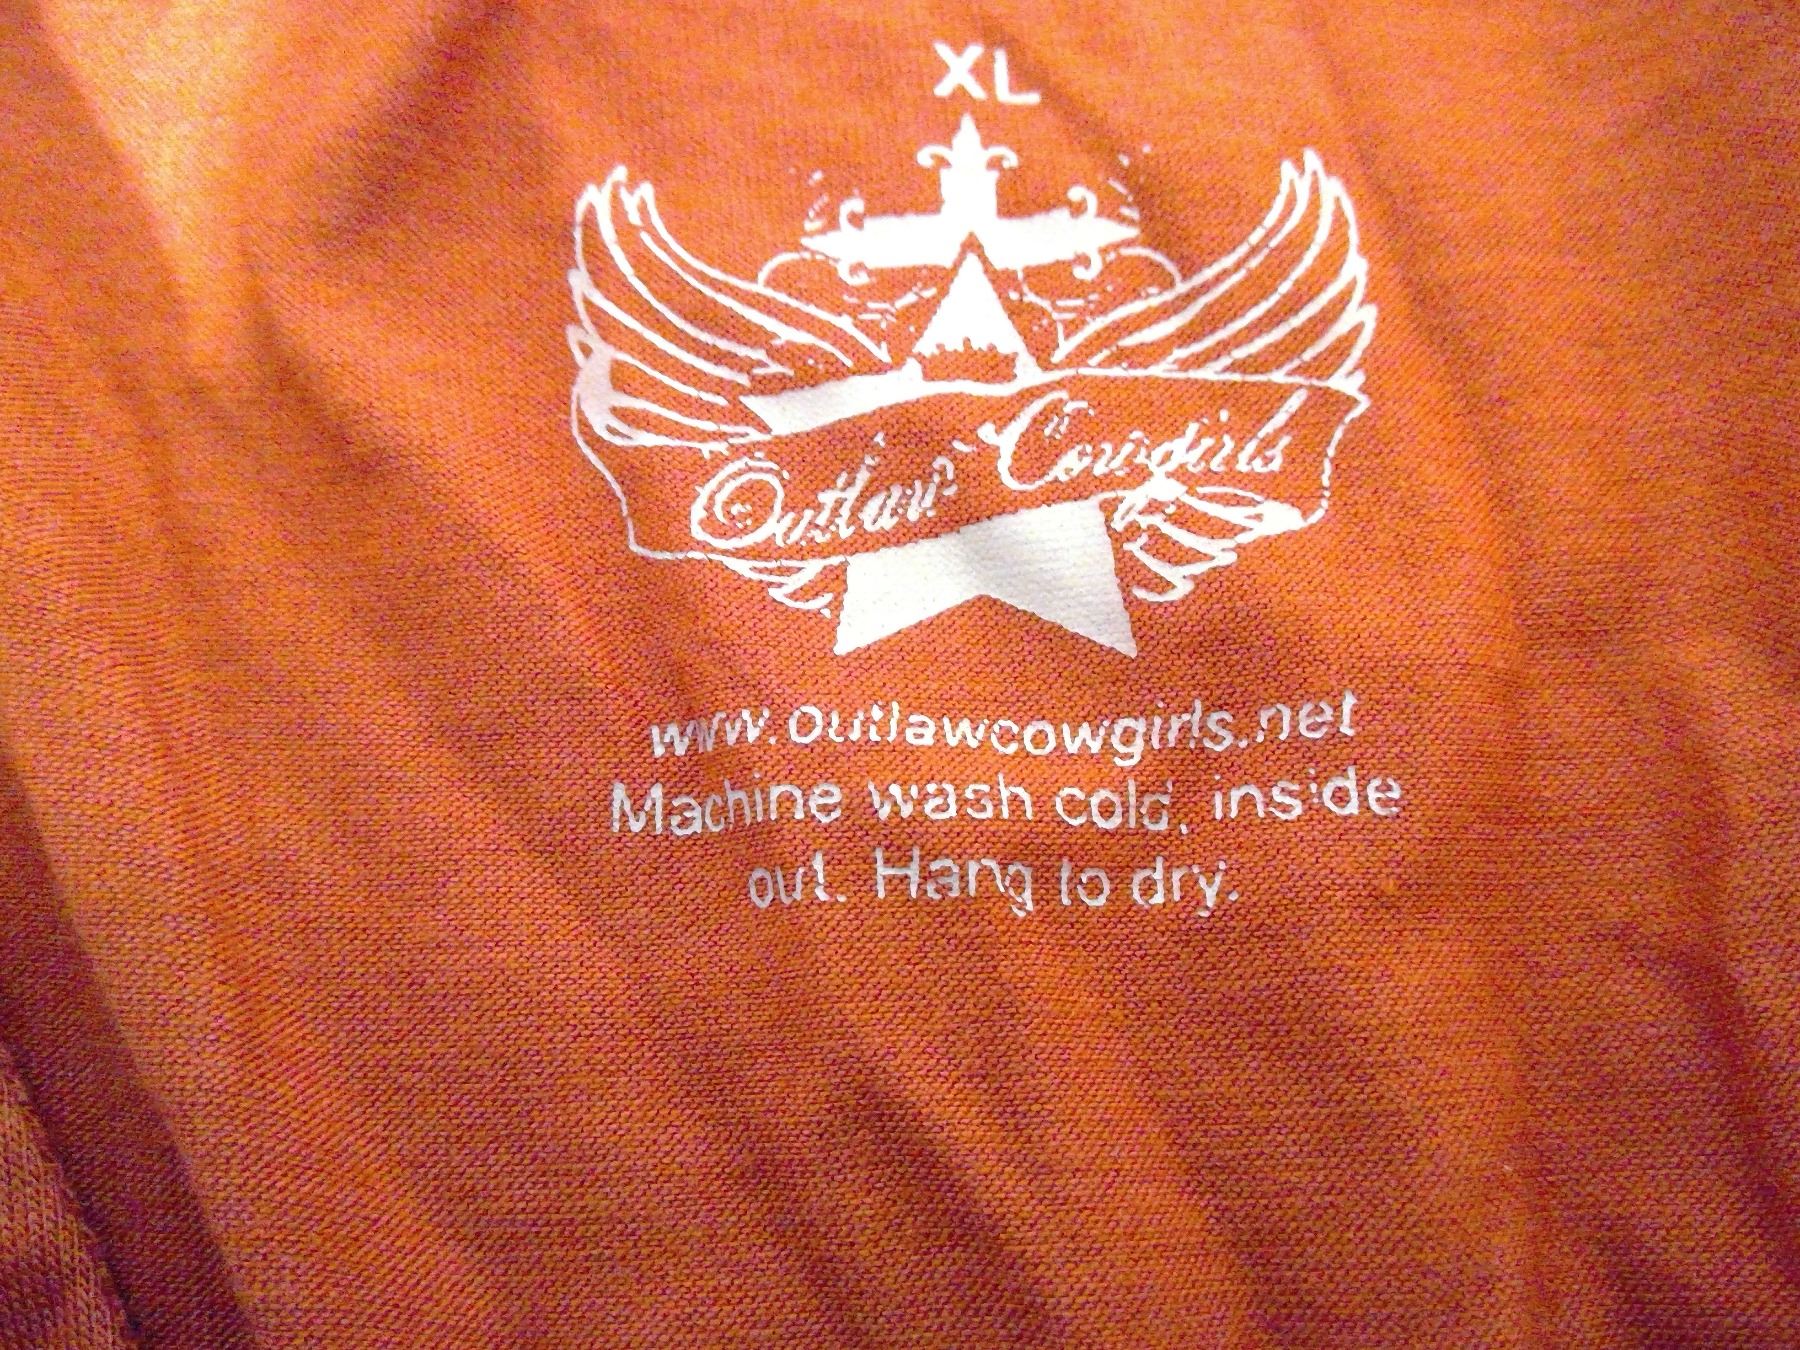 XL
Outlaw Cowgirls
www.outlawcowgirls.net
Machine wash cold, inside
out. Hang to dry.